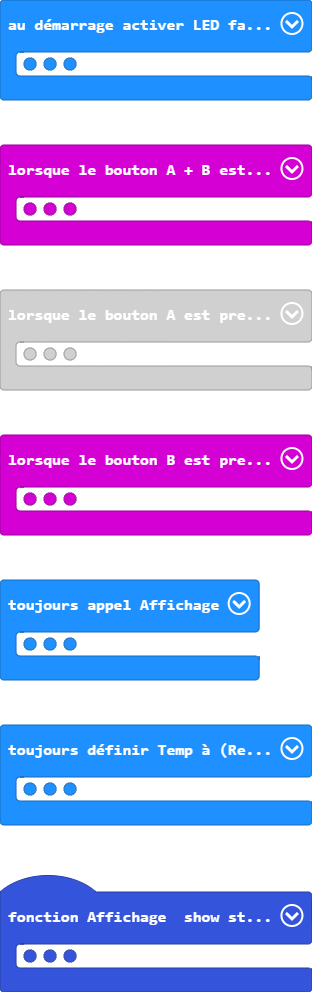 au démarrage activer LED fa...
lorsque le bouton A + B est...
lorsque le bouton A est pre...
lorsque le bouton B est pre...
toujours appel Affichage
toujours définir Temp à (Re...
fonction Affichage  show st...